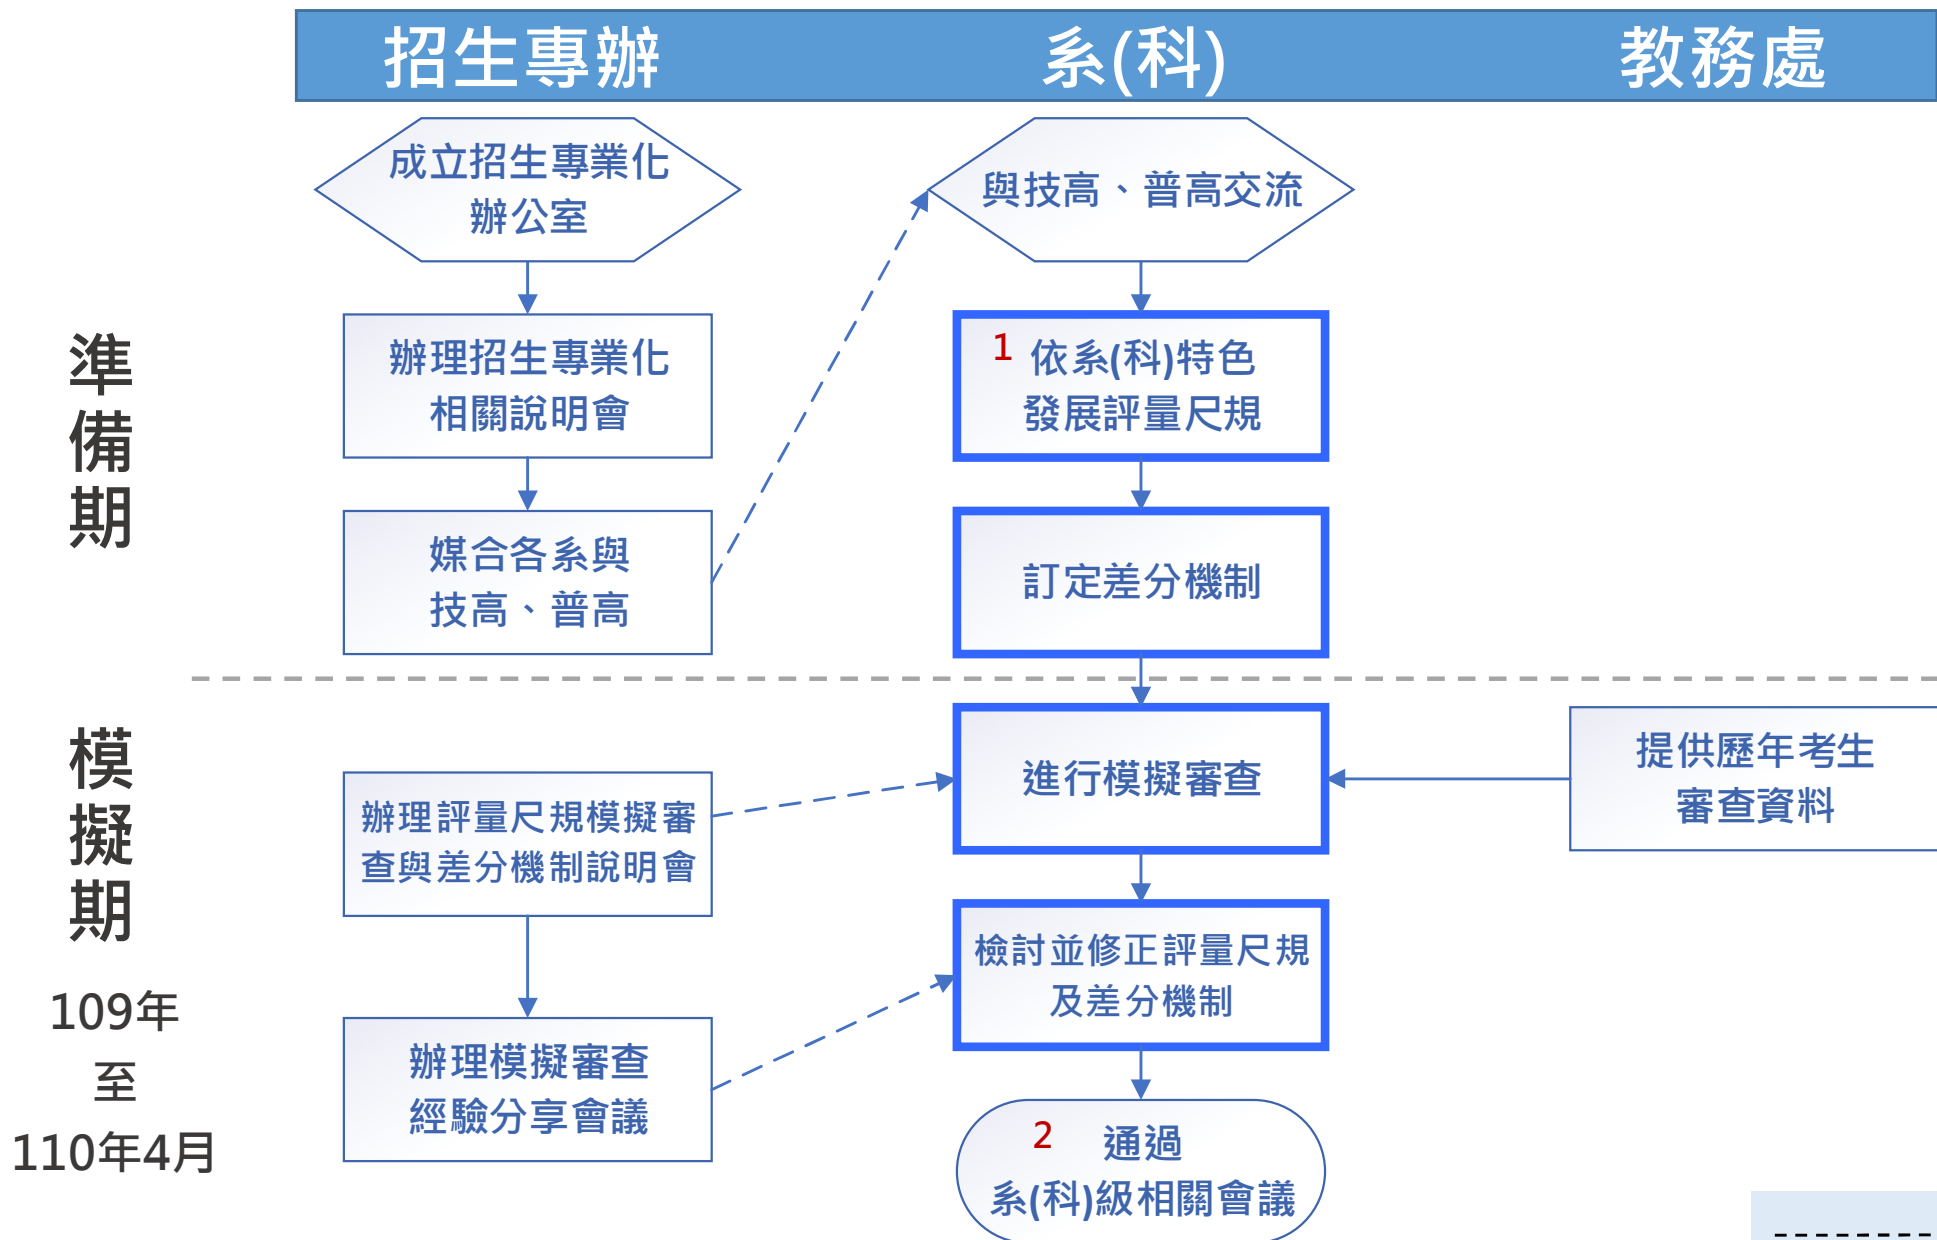 招生專辦
系(科)
教務處
準備期
成立招生專業化
辦公室
與技高、普高交流
辦理招生專業化
相關說明會
1 依系(科)特色
發展評量尺規
媒合各系與
技高、普高
訂定差分機制
模擬期
109年
至
110年4月
辦理評量尺規模擬審
查與差分機制說明會
進行模擬審查
提供歷年考生
審查資料
辦理模擬審查
經驗分享會議
檢討並修正評量尺規
及差分機制
2 通過
系(科)級相關會議